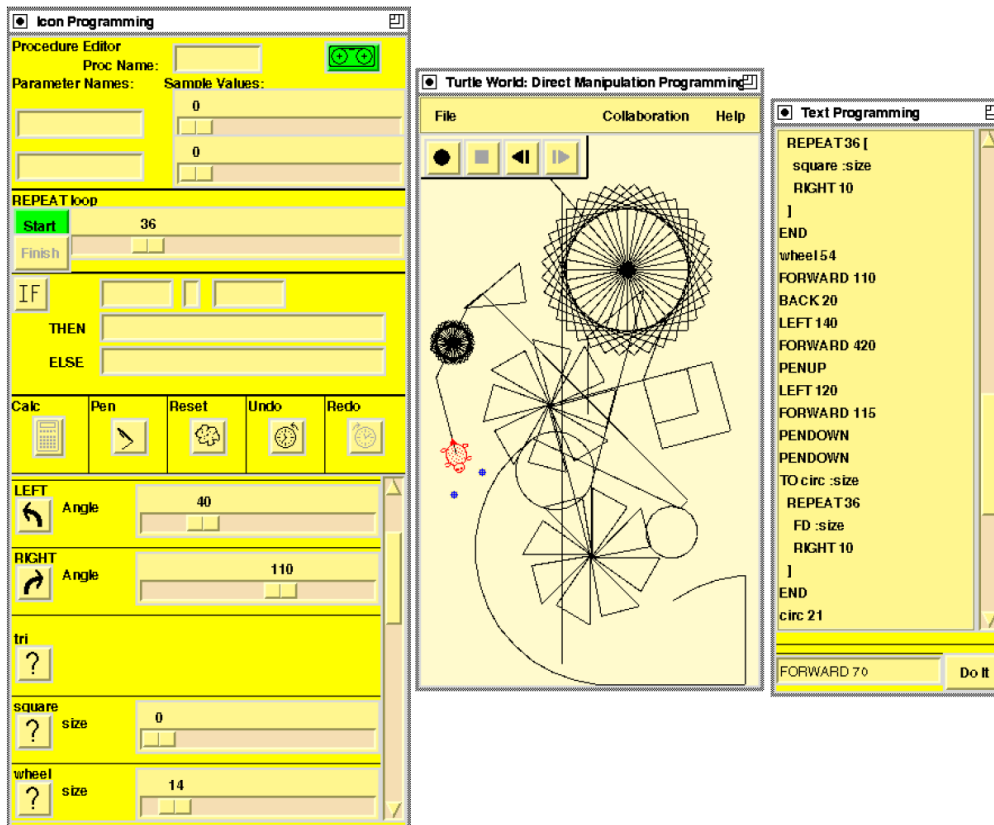 Icon Programming
Procedure Editor
Proc Name:
Parameter Names:
Sample Values:
0
0
REPEAT loop
Start
36
Finish
IF
THEN
ELSE
Calc
Pen
Reset
Undo
Redo
LEFT
Angle
40
RIGHT
Angle
110
tri
?
square
?
size
0
wheel
?
size
14
Turtle World: Direct Manipulation Programming
File
Collaboration
Help
Text Programming
REPEAT 36 [
square :size
RIGHT 10
]
END
wheel 54
FORWARD 110
BACK 20
LEFT 140
FORWARD 420
PENUP
LEFT 120
FORWARD 115
PENDOWN
PENDOWN
TO circ :size
REPEAT 36
FD :size
RIGHT 10
]
END
circ 21
FORWARD 70
Do It